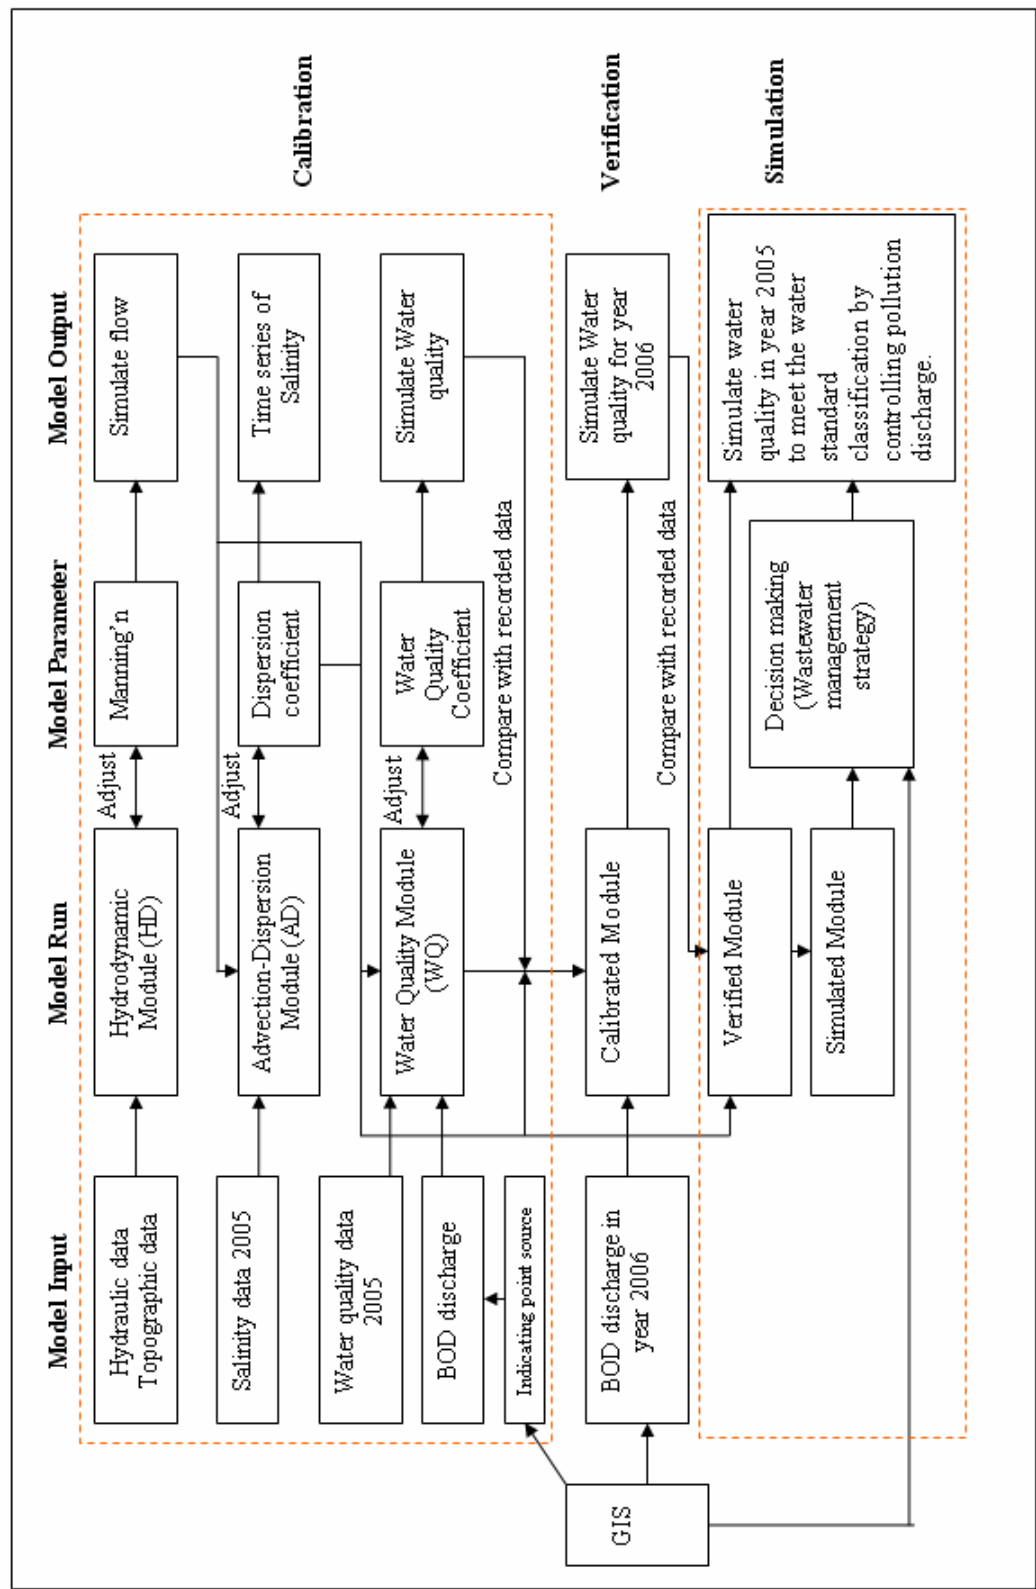 Model Input
Model Run
Model Parameter
Model Output
Hydraulic data
Topographic data
Hydrodynamic
Module (HD)
Adjust
Manning'n
Simulate flow
Calibration
Salinity data 2005
Advection-Dispersion
Module (AD)
Adjust
Dispersion
coefficient
Time series of
Salinity
Water quality data
2005
BOD discharge
Indicating point source
Water Quality Module
(WQ)
Adjust
Water
Quality
Coefficient
Simulate Water
quality
Compare with recorded data
GIS
BOD discharge in
year 2006
Calibrated Module
Simulate Water
quality for year
2006
Verification
Compare with recorded data
Verified Module
Simulated Module
Decision making
(Wastewater
management
strategy)
Simulate water
quality in year 2005
to meet the water
standard
classification by
controlling pollution
discharge.
Simulation